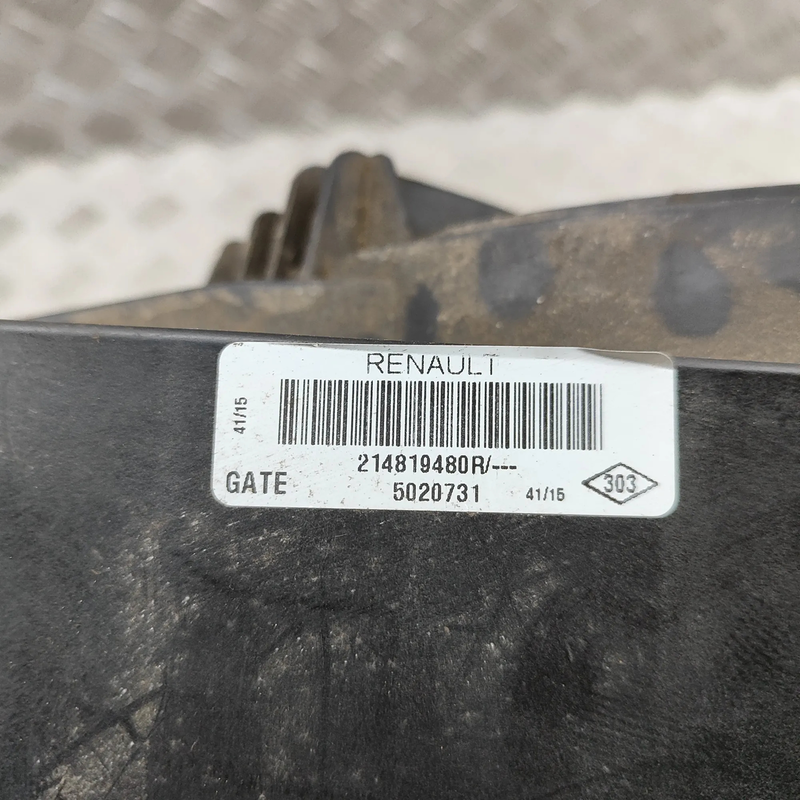 RENAULT
41/15
214819480R/---
GATE
5020731
41/15
303